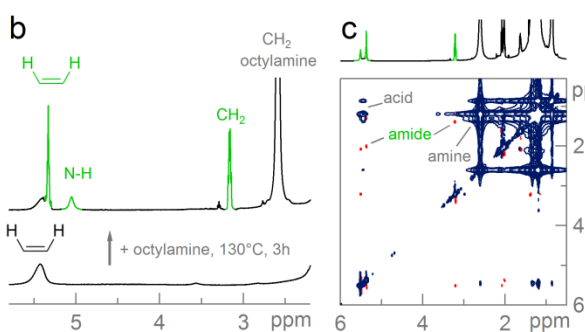 b
H H
CH2
octylamine
CH2
N-H
H H
+ octylamine, 130°C, 3h
5 4 3 ppm
c
acid
amide
amine
2
4
6
6 4 2 ppm